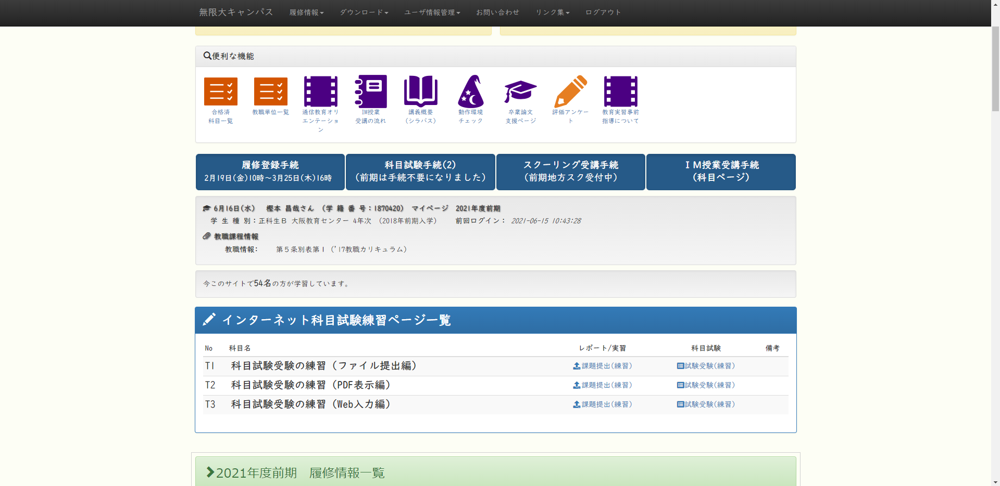 無限大キャンパス 履修情報 ダウンロード ユーザ情報管理 お問い合わせ リンク集 ログアウト
便利な機能
合格済
科目一覧
教職単位一覧
通信教育オリ
エンテーショ
ン
IM授業
受講の流れ
講義概要
(シラバス)
動作環境
チェック
卒業論文
支援ページ
評価アンケー
ト
教育実習事前
指導について
履修登録手続
2月19日(金)10時～3月25日(木)16時
科目試験手続(2)
(前期は手続不要になりました)
スクーリング受講手続
(前期地方スク受付中)
ＩＭ授業受講手続
(科目ページ)
6月16日(水) 樫本 昌哉さん (学 籍 番 号：1870420) マイページ 2021年度前期
学 生 種 別：正科生Ｂ 大阪教育センター 4年次 (2018年前期入学) 前回ログイン： 2021-06-15 10:43:28
教職課程情報
教職情報: 第５条別表第１('17教職カリキュラム)
今このサイトで54名の方が学習しています。
インターネット科目試験練習ページ一覧
No 科目名 レポート/実習 科目試験 備考
T1 科目試験受験の練習（ファイル提出編） 課題提出(練習) 試験受験(練習)
T2 科目試験受験の練習（PDF表示編） 課題提出(練習) 試験受験(練習)
T3 科目試験受験の練習（Web入力編） 課題提出(練習) 試験受験(練習)
2021年度前期 履修情報一覧